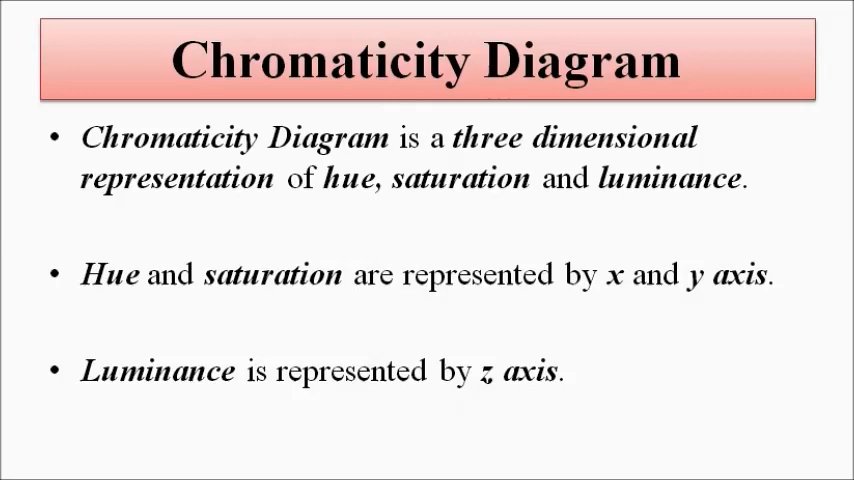 Chromaticity Diagram
• Chromaticity Diagram is a three dimensional
representation of hue, saturation and luminance.
• Hue and saturation are represented by x and y axis.
• Luminance is represented by z axis.